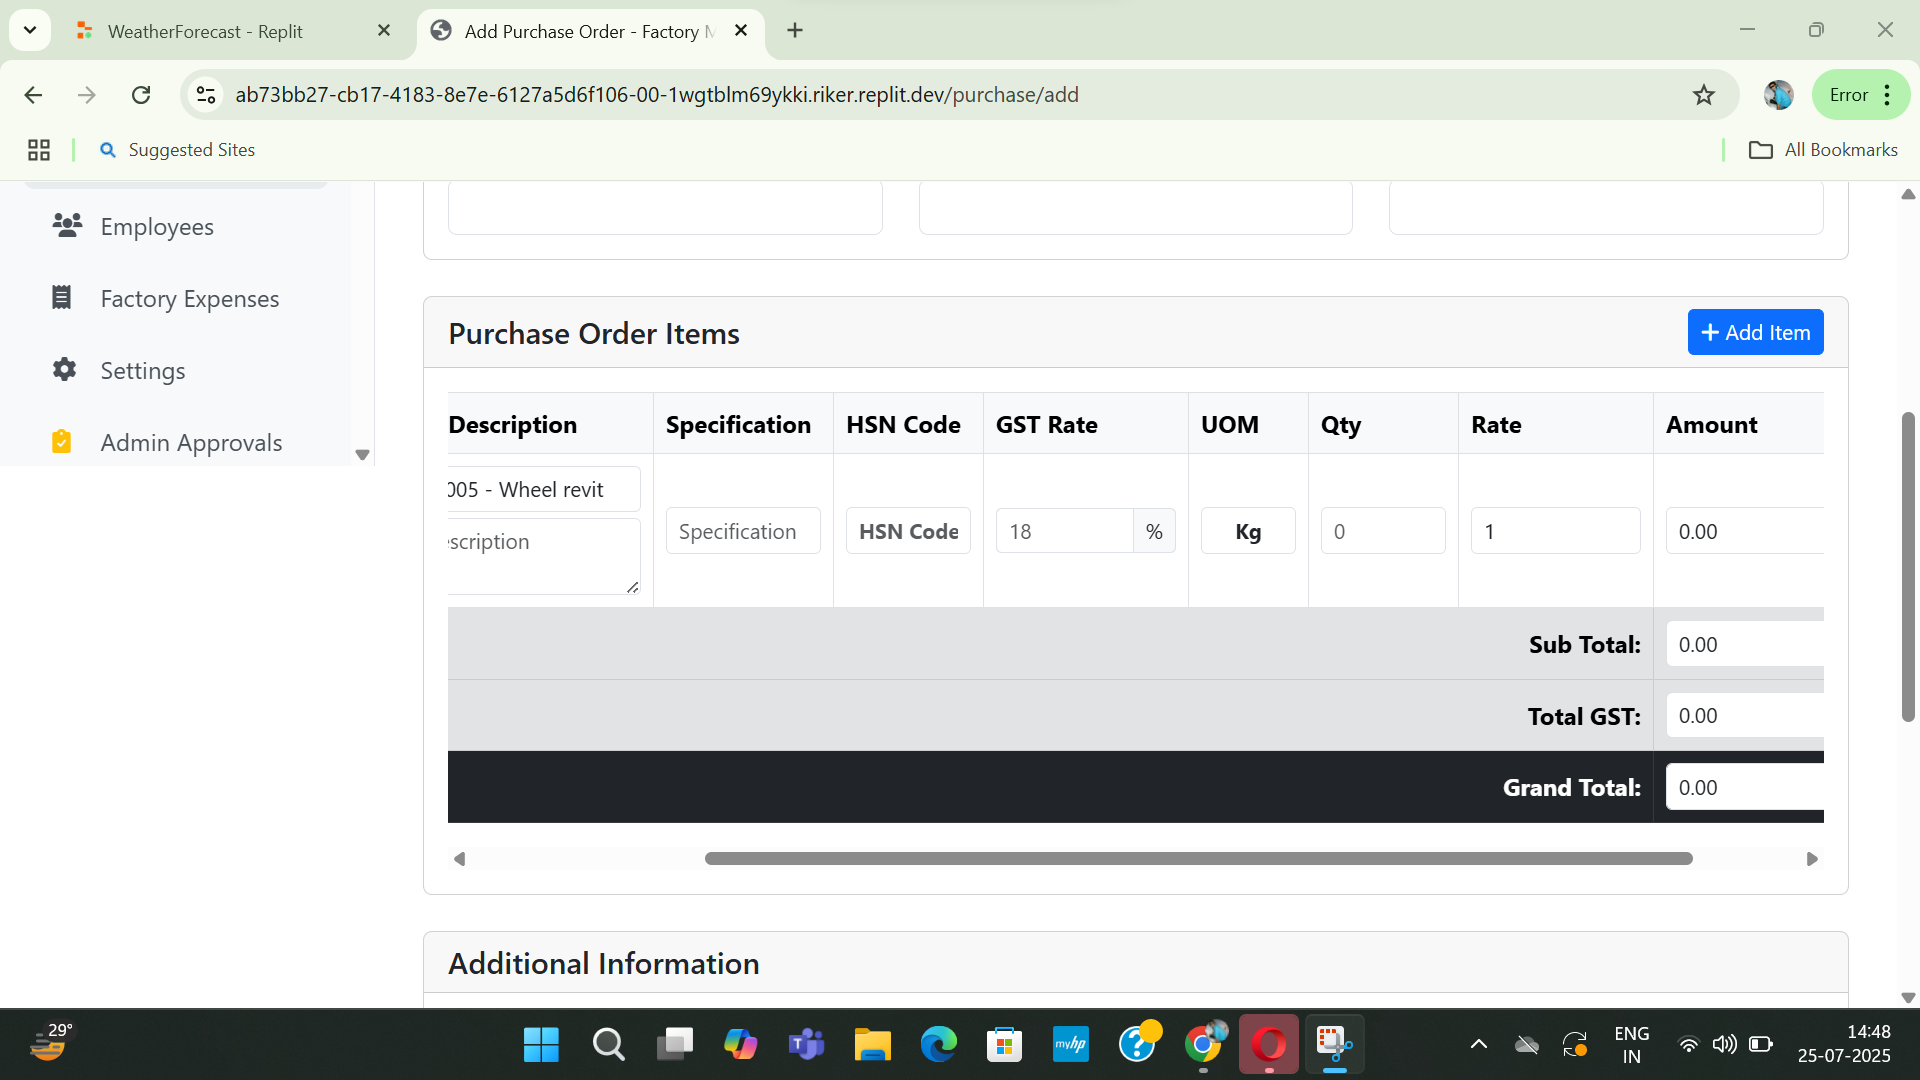 WeatherForecast - Replit
Add Purchase Order - Factory M
ab73bb27-cb17-4183-8e7e-6127a5d6f106-00-1wgtblm69ykki.riker.replit.dev/purchase/add
Error
Suggested Sites
All Bookmarks
Employees
Factory Expenses
Settings
Admin Approvals
Purchase Order Items
+ Add Item
Description Specification HSN Code GST Rate UOM Qty Rate Amount
005 - Wheel revit
escription
Specification HSN Code 18 % Kg 0 1 0.00
Sub Total: 0.00
Total GST: 0.00
Grand Total: 0.00
Additional Information
29°
myhp
ENG
IN
14:48
25-07-2025